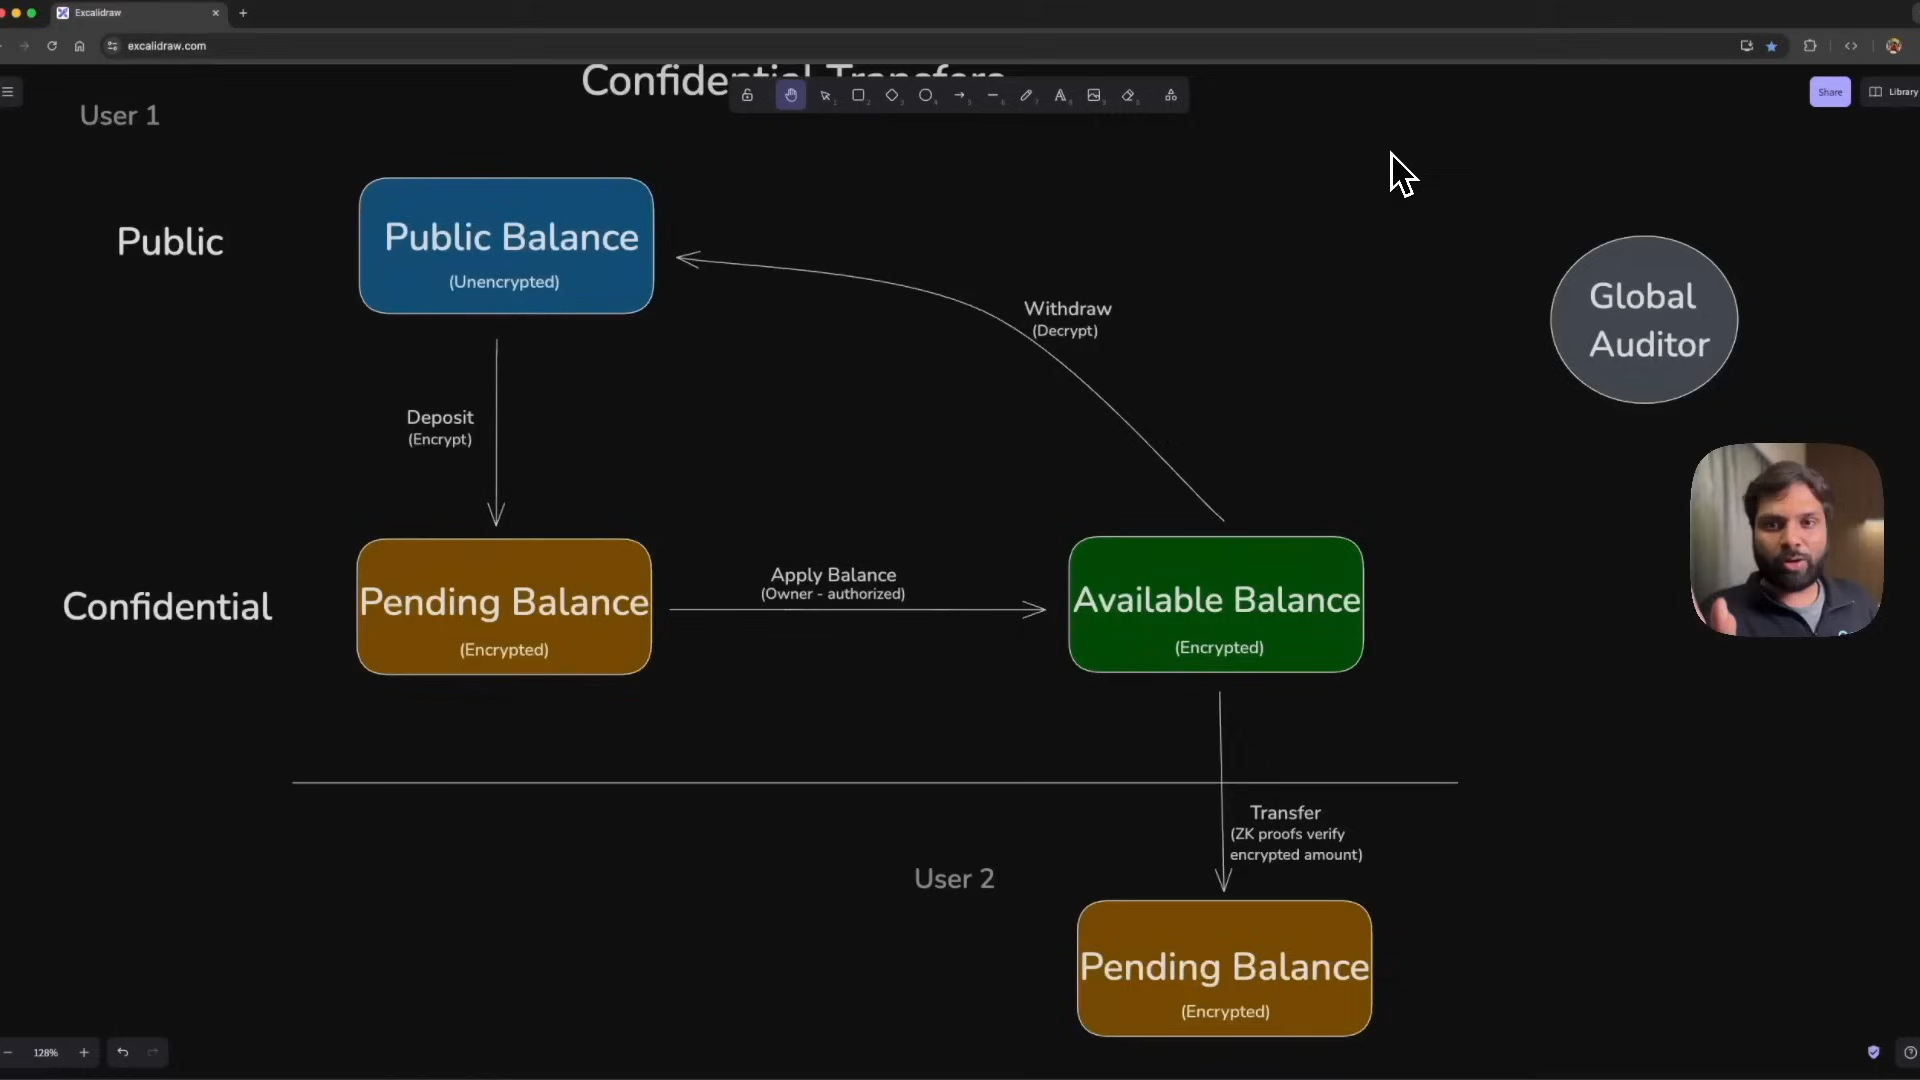 Excalidraw
excalidraw.com
Confidential Transfers
Share
Library
User 1
Public
Public Balance
(Unencrypted)
Withdraw
(Decrypt)
Global
Auditor
Deposit
(Encrypt)
Confidential
Pending Balance
(Encrypted)
Apply Balance
(Owner - authorized)
Available Balance
(Encrypted)
Transfer
(ZK proofs verify
encrypted amount)
User 2
Pending Balance
(Encrypted)
128%